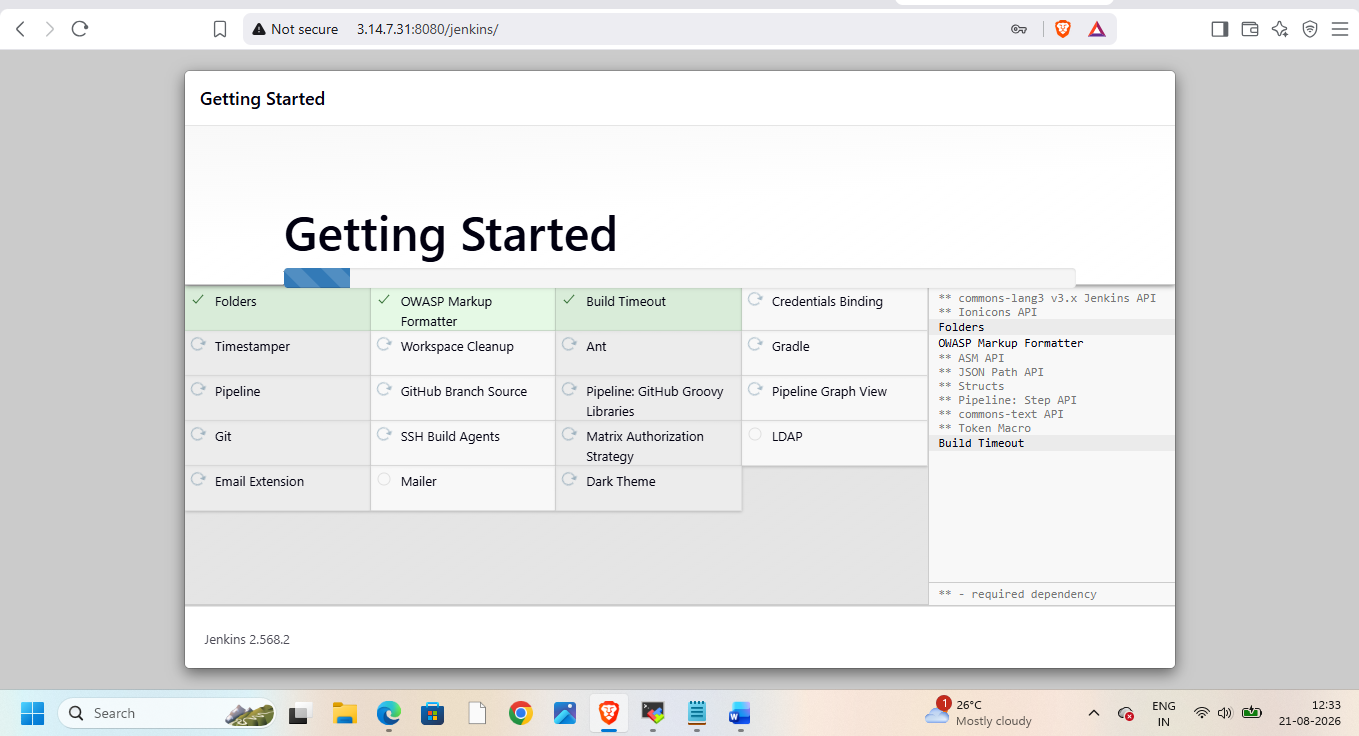 Not secure
3.14.7.31:8080/jenkins/
Getting Started
Getting Started
Folders
OWASP Markup
Formatter
Build Timeout
Credentials Binding
Timestamper
Workspace Cleanup
Ant
Gradle
Pipeline
GitHub Branch Source
Pipeline: GitHub Groovy
Libraries
Pipeline Graph View
Git
SSH Build Agents
Matrix Authorization
Strategy
LDAP
Email Extension
Mailer
Dark Theme
** commons-lang3 v3.x Jenkins API
** Ionicons API
Folders
OWASP Markup Formatter
** ASM API
** JSON Path API
** Structs
** Pipeline: Step API
** commons-text API
** Token Macro
Build Timeout
** - required dependency
Jenkins 2.568.2
Search
1
26°C
Mostly cloudy
ENG
IN
12:33
21-08-2026